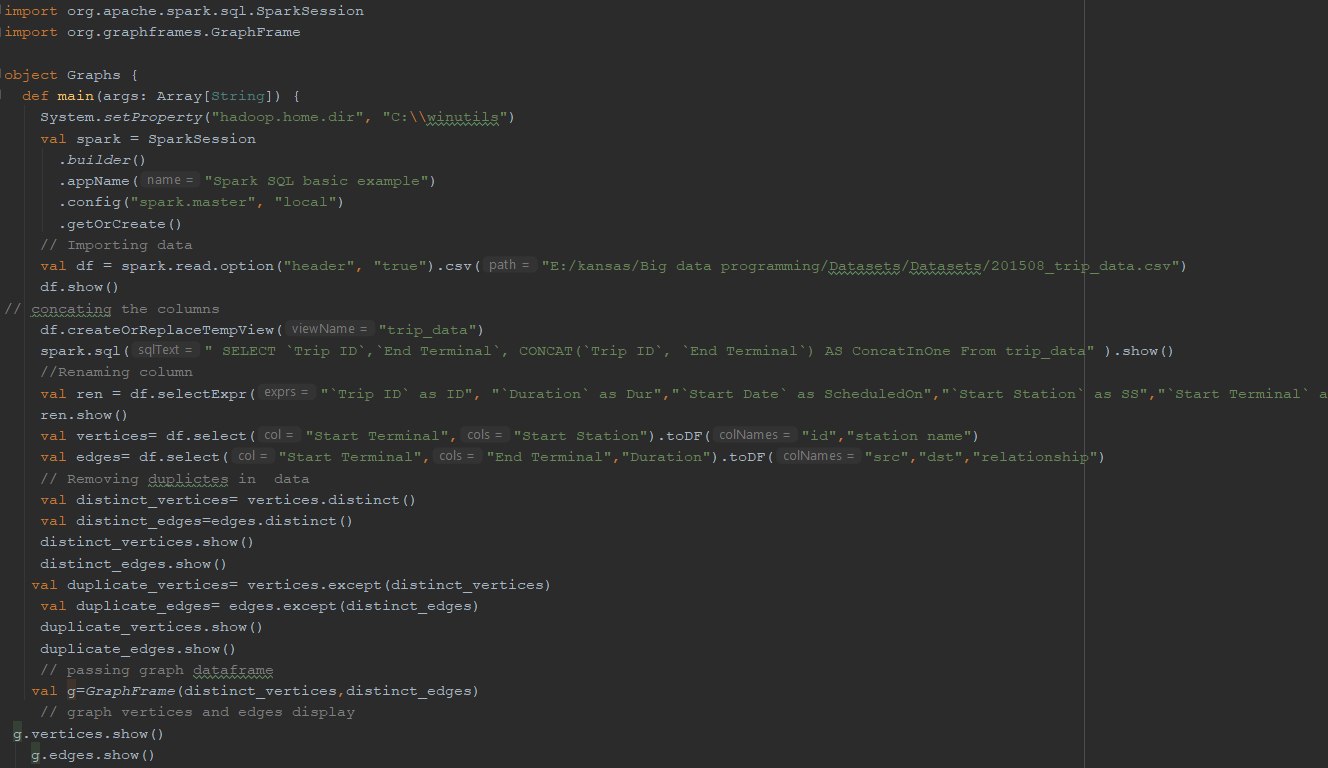 import org.apache.spark.sql.SparkSession
import org.graphframes.GraphFrame
object Graphs {
def main(args: Array[String]) {
System.setProperty("hadoop.home.dir", "C:\\winutils")
val spark = SparkSession
.builder()
.appName( name = "Spark SQL basic example")
.config("spark.master", "local")
.getOrCreate()
// Importing data
val df = spark.read.option("header", "true").csv( path = "E:/kansas/Big data programming/Datasets/Datasets/201508_trip_data.csv")
df.show()
// concating the columns
df.createOrReplaceTempView( viewName = "trip_data")
spark.sql( sqlText = " SELECT `Trip ID`,`End Terminal`, CONCAT(`Trip ID`, `End Terminal`) AS ConcatInOne From trip_data" ).show()
//Renaming column
val ren = df.selectExpr( exprs = "`Trip ID` as ID", "`Duration` as Dur","`Start Date` as ScheduledOn","`Start Station` as SS","`Start Terminal` a
ren.show()
val vertices= df.select( col = "Start Terminal", cols = "Start Station").toDF( colNames = "id","station name")
val edges= df.select( col = "Start Terminal", cols = "End Terminal","Duration").toDF( colNames = "src","dst","relationship")
// Removing duplictes in  data
val distinct_vertices= vertices.distinct()
val distinct_edges=edges.distinct()
distinct_vertices.show()
distinct_edges.show()
val duplicate_vertices= vertices.except(distinct_vertices)
val duplicate_edges= edges.except(distinct_edges)
duplicate_vertices.show()
duplicate_edges.show()
// passing graph dataframe
val g=GraphFrame(distinct_vertices,distinct_edges)
// graph vertices and edges display
g.vertices.show()
g.edges.show()